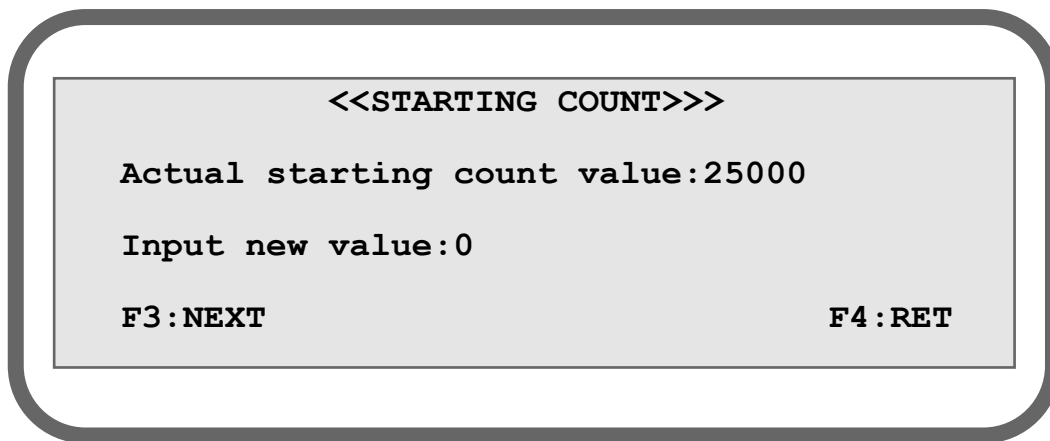 <<STARTING COUNT>>>
Actual starting count value:25000
Input new value:0
F3:NEXT F4:RET